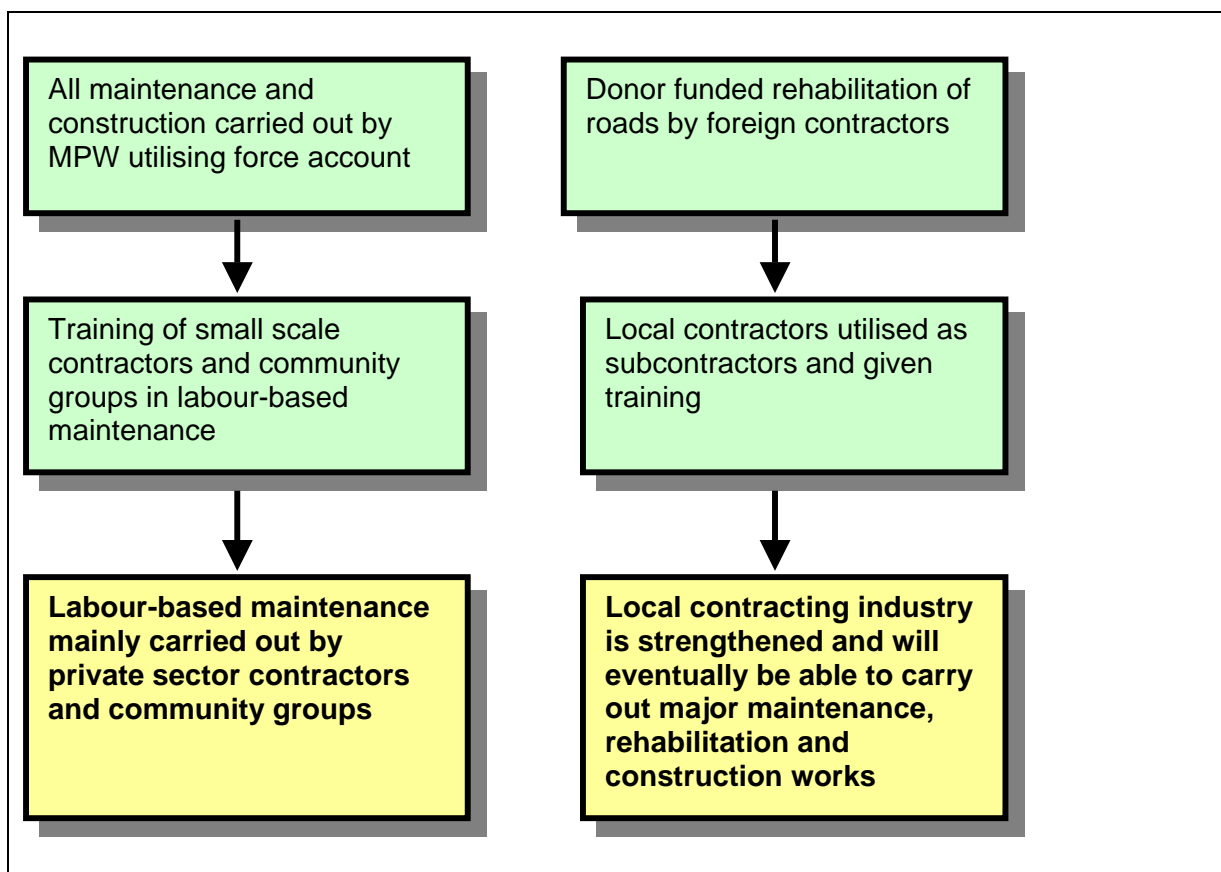 All maintenance and
construction carried out by
MPW utilising force account
Donor funded rehabilitation of
roads by foreign contractors
Training of small scale
contractors and community
groups in labour-based
maintenance
Local contractors utilised as
subcontractors and given
training
Labour-based maintenance
mainly carried out by
private sector contractors
and community groups
Local contracting industry
is strengthened and will
eventually be able to carry
out major maintenance,
rehabilitation and
construction works